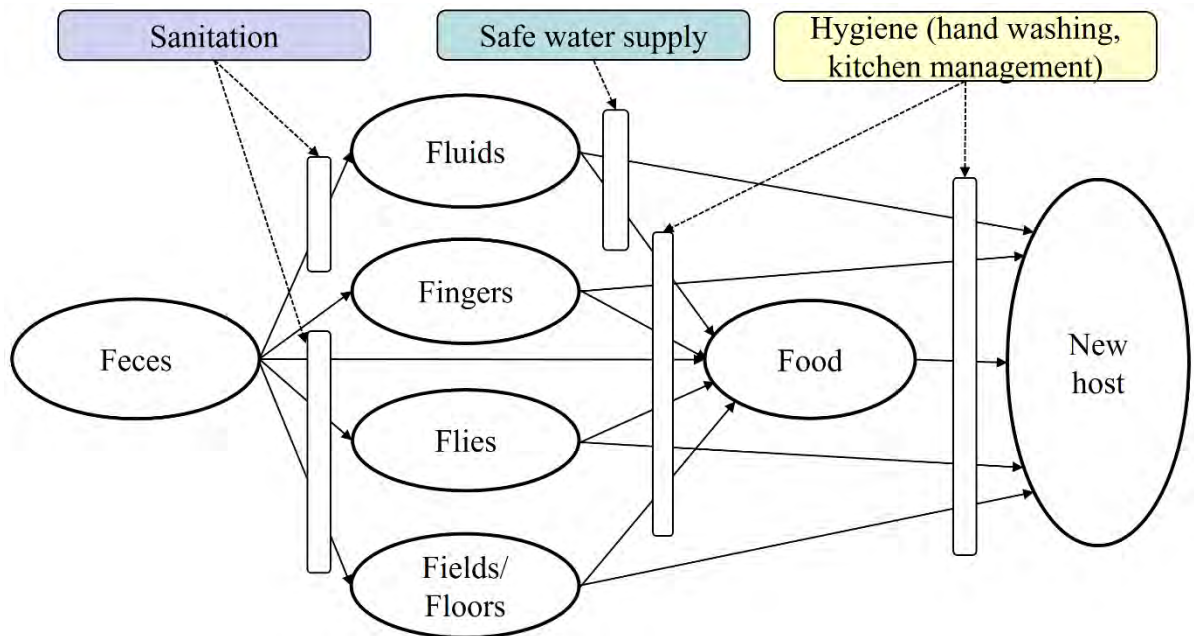 Sanitation
Safe water supply
Hygiene (hand washing,
kitchen management)
Fluids
Fingers
Feces
Food
New
host
Flies
Fields/
Floors